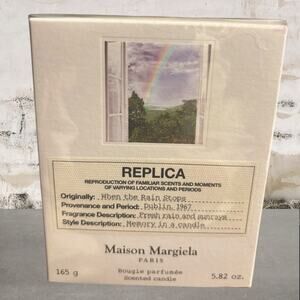 REPLICA
REPRODUCTION OF FAMILIAR SCENTS AND MOMENTS
OF VARYING LOCATIONS AND PERIODS
Originally: When the Rain Stops
Provenance and Period: Dublin, 1967
Fragrance Description: Fresh rain and sunrays
Style Description: Memory in a candle
Maison Margiela
PARIS
165 g Bougie parfumée 5.82 oz.
Scented candle